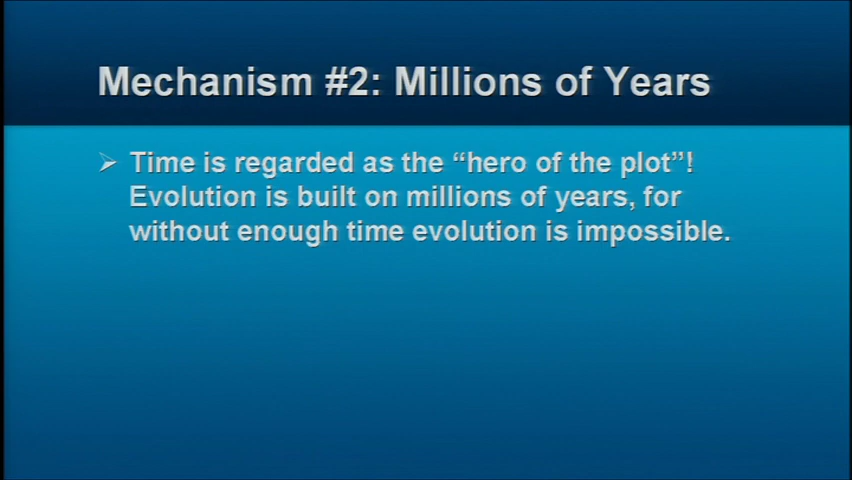 Mechanism #2: Millions of Years
➢ Time is regarded as the “hero of the plot”!
Evolution is built on millions of years, for
without enough time evolution is impossible.